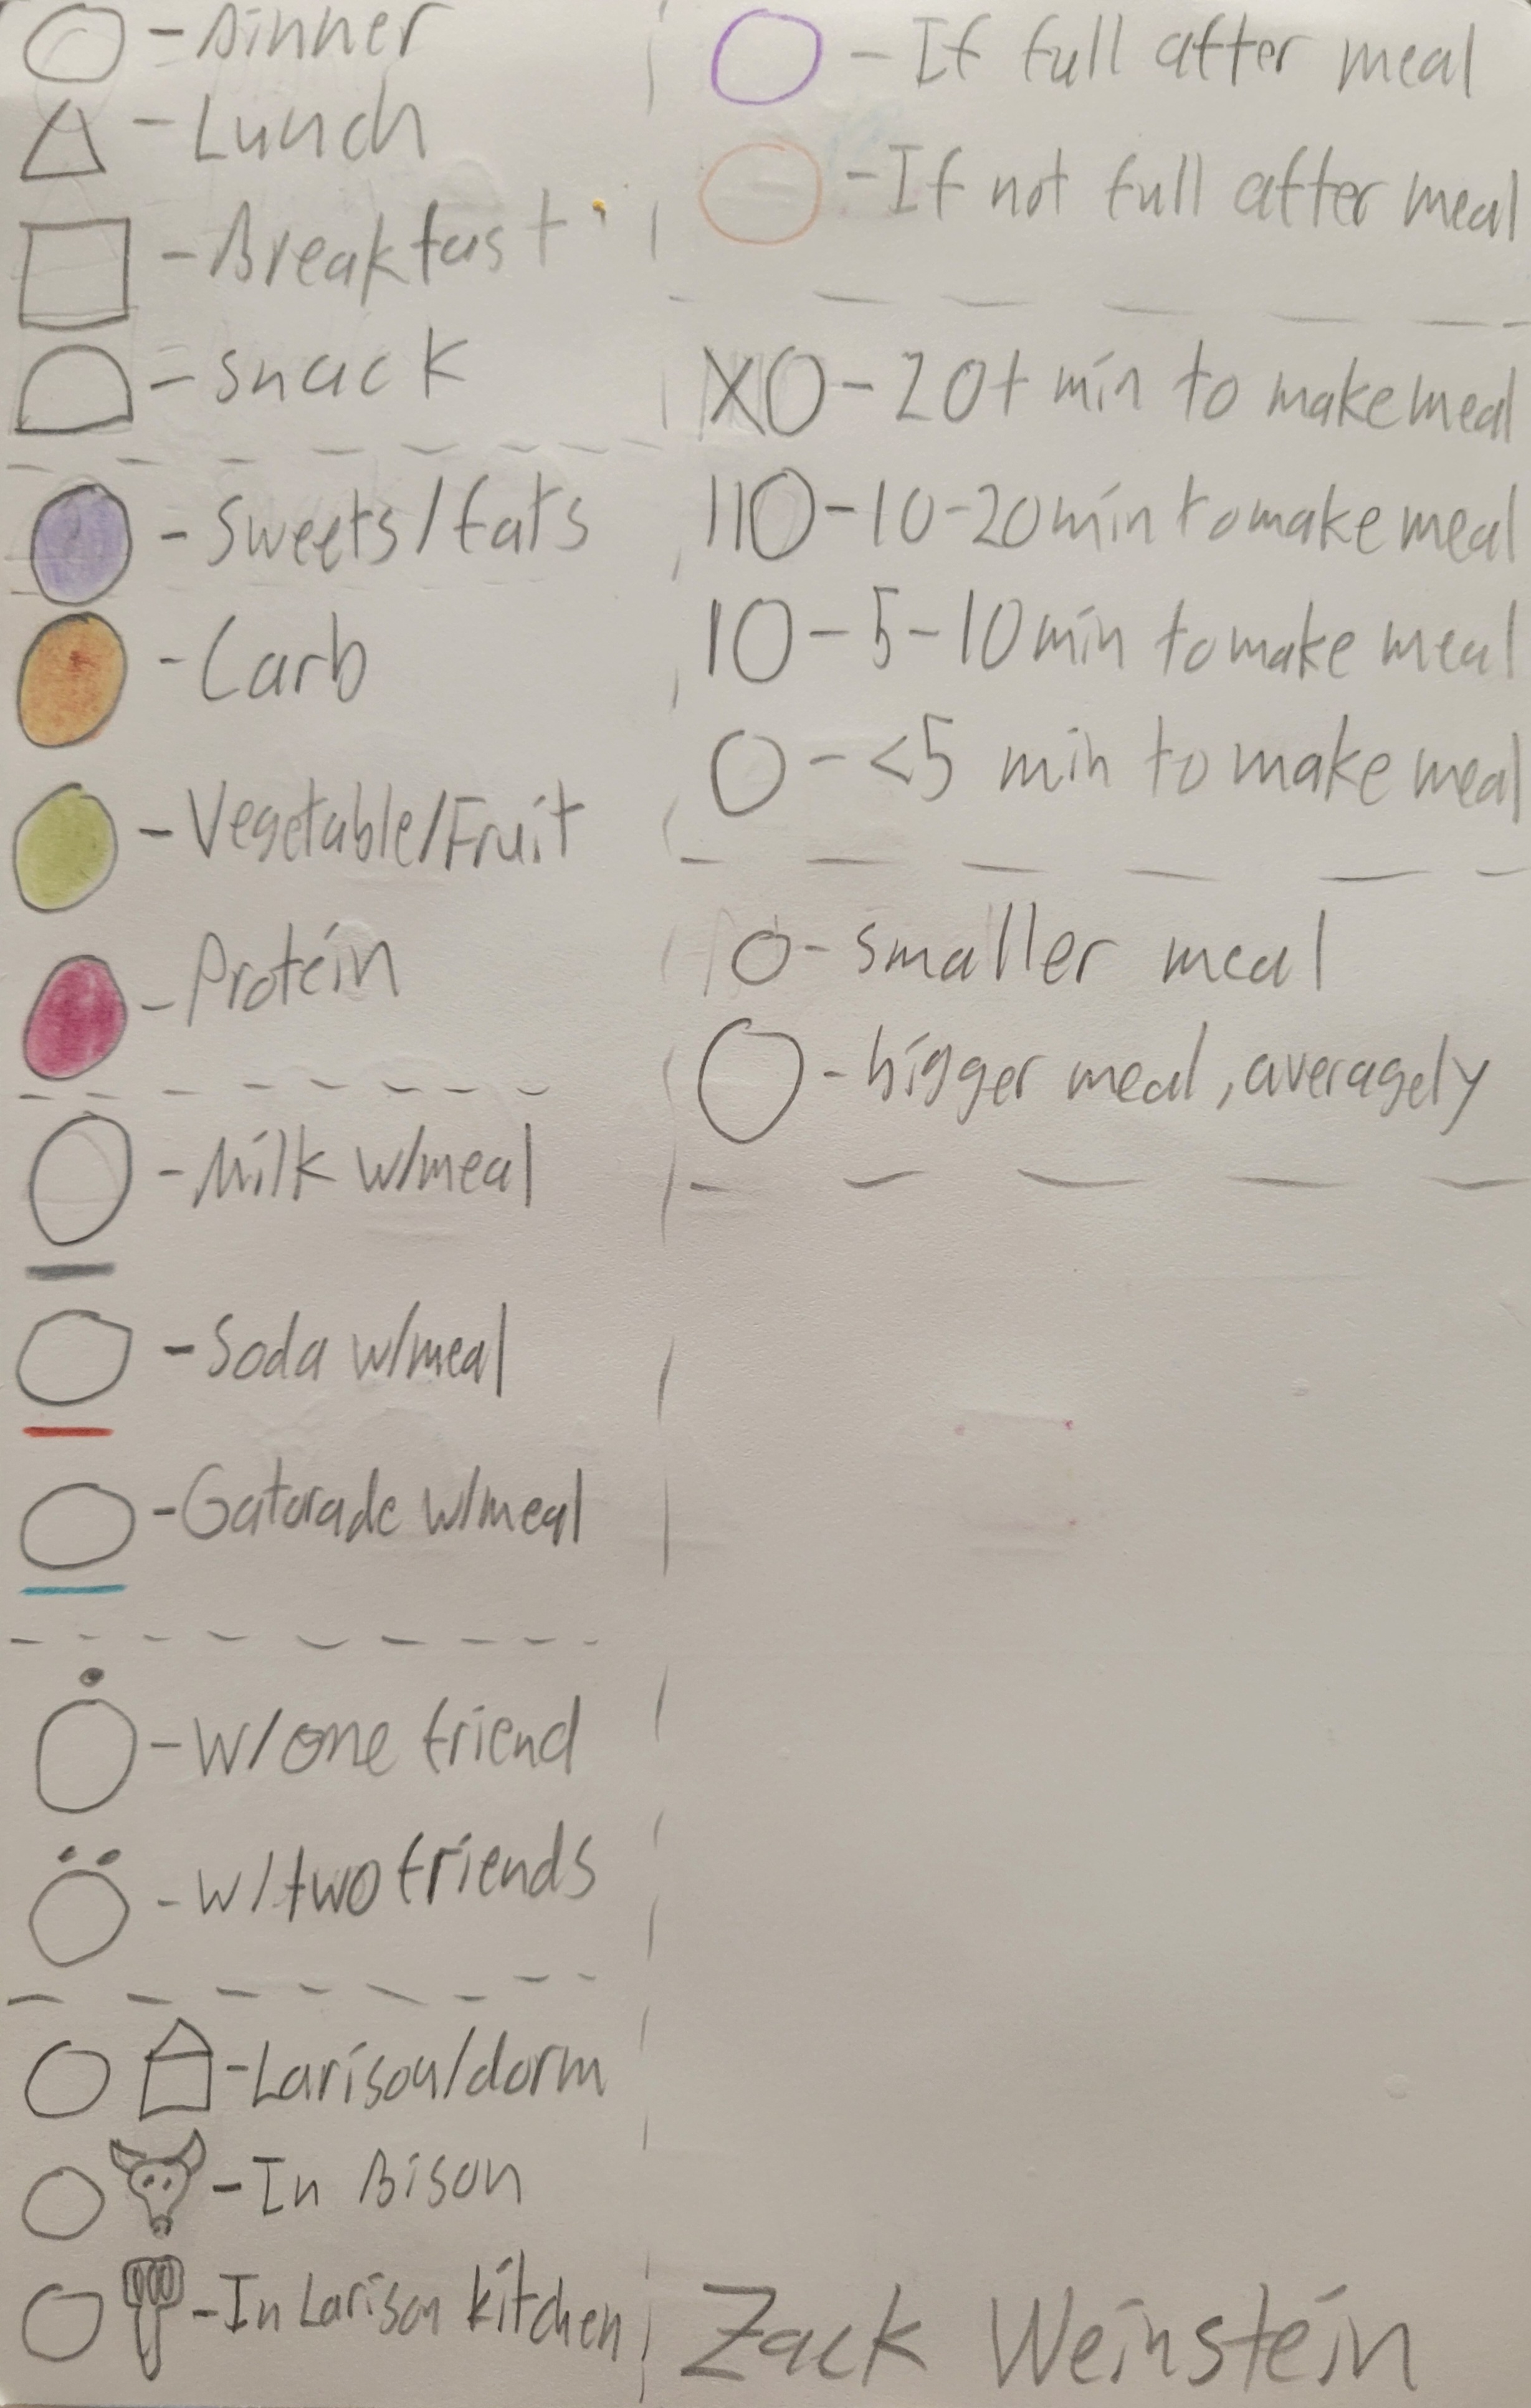 - Dinner
- Lunch
- Breakfast
- snack
- Sweets/fats
- Carb
- Vegetable/Fruit
- Protein
- Milk w/meal
- Soda w/meal
- Gatorade w/meal
- W/one friend
- W/two friends
- Larison/dorm
- In Bison
- In Larison kitchen
- If full after meal
- If not full after meal
XO - 20+ min to make meal
||O - 10-20 min to make meal
|O - 5-10 min to make meal
O - <5 min to make meal
o - smaller meal
O - bigger meal, averagely
Zack Weinstein